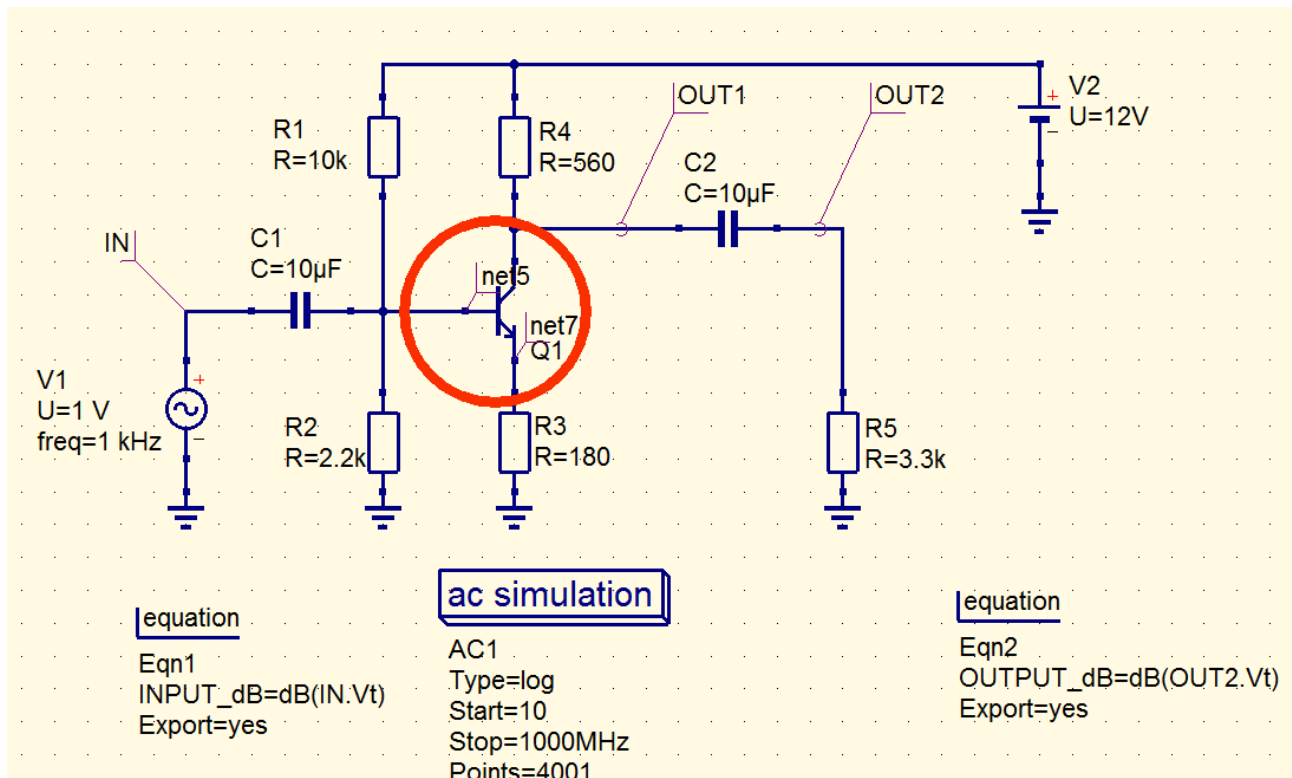 OUT1
OUT2
V2
U=12V
R1
R=10k
R4
R=560
C2
C=10µF
IN
C1
C=10µF
net5
net7
Q1
V1
U=1 V
freq=1 kHz
R2
R=2.2k
R3
R=180
R5
R=3.3k
equation
Eqn1
INPUT_dB=dB(IN.Vt)
Export=yes
ac simulation
AC1
Type=log
Start=10
Stop=1000MHz
Points=4001
equation
Eqn2
OUTPUT_dB=dB(OUT2.Vt)
Export=yes